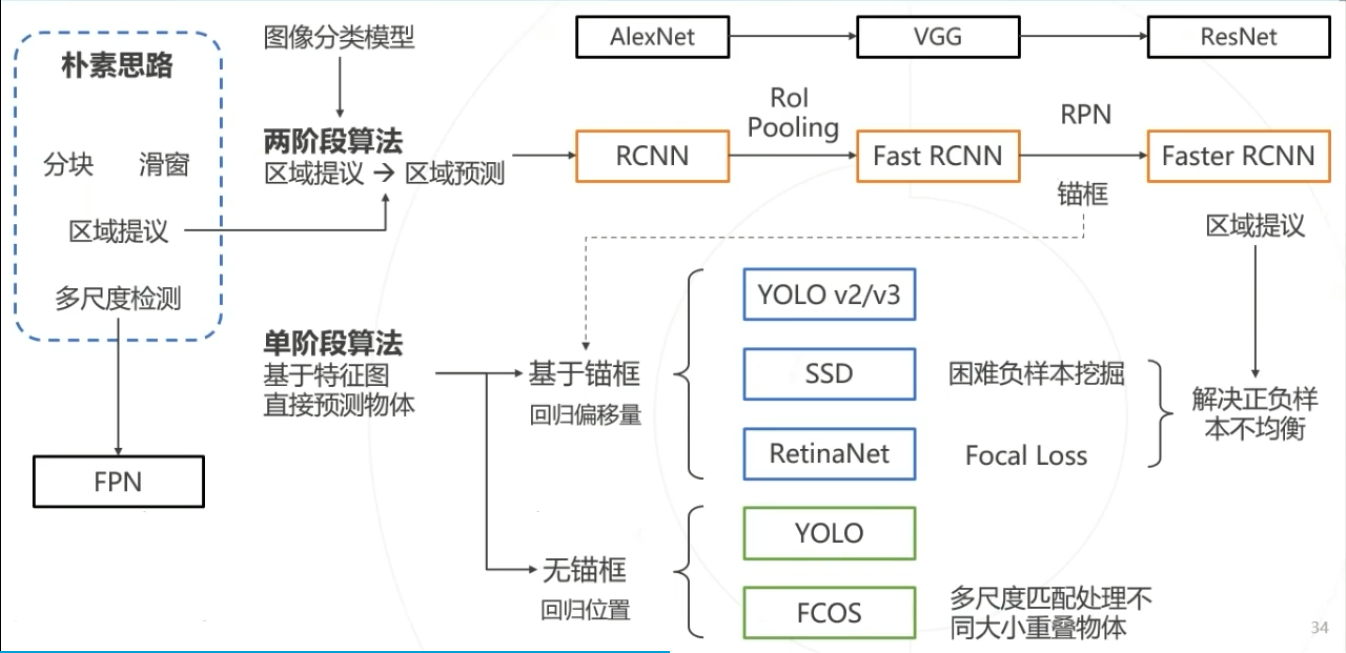 朴素思路
分块 滑窗
区域提议
多尺度检测
FPN
图像分类模型
两阶段算法
区域提议 → 区域预测
AlexNet
VGG
ResNet
RCNN
RoI
Pooling
Fast RCNN
RPN
锚框
Faster RCNN
区域提议
单阶段算法
基于特征图
直接预测物体
基于锚框
回归偏移量
YOLO v2/v3
SSD
困难负样本挖掘
RetinaNet
Focal Loss
解决正负样
本不均衡
无锚框
回归位置
YOLO
FCOS
多尺度匹配处理不
同大小重叠物体
34